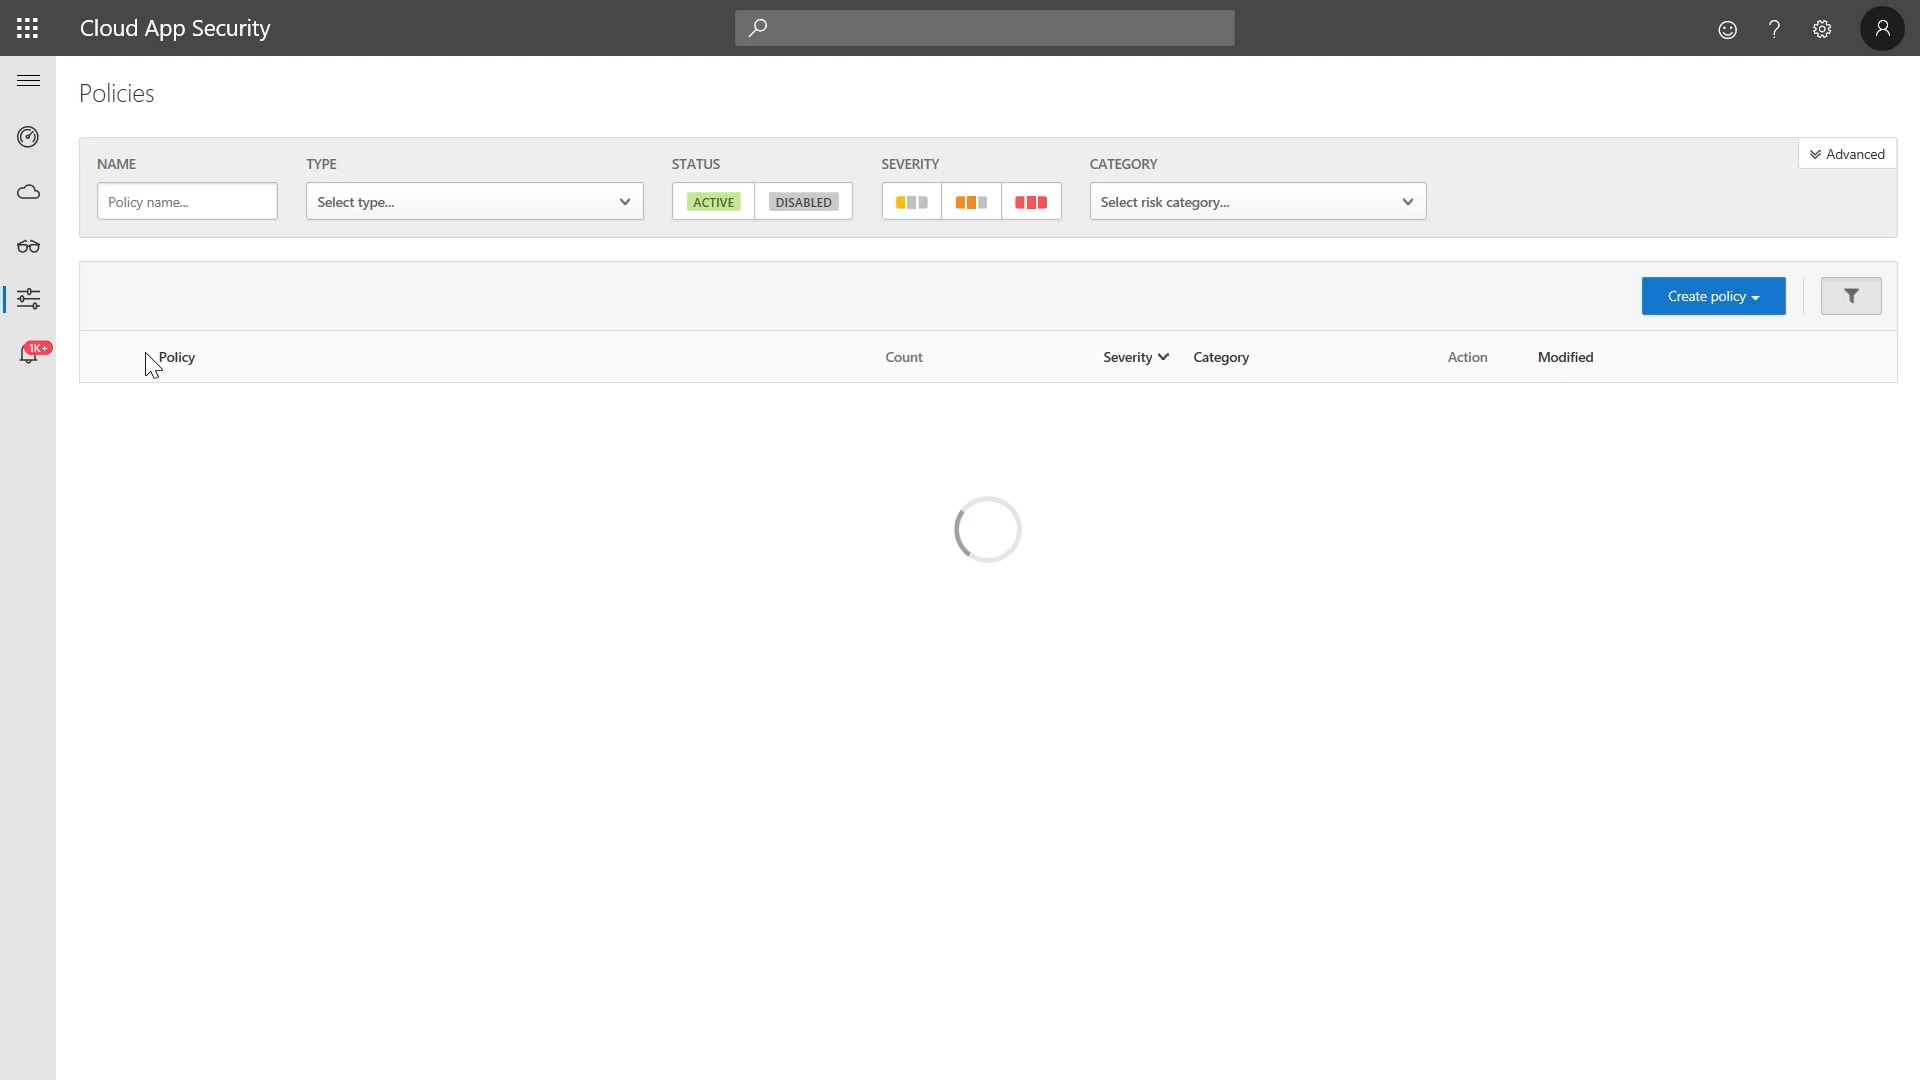 Cloud App Security
Policies
Advanced
NAME TYPE STATUS SEVERITY CATEGORY
Policy name... Select type... ACTIVE DISABLED Select risk category...
Create policy
1K+
Policy Count Severity Category Action Modified